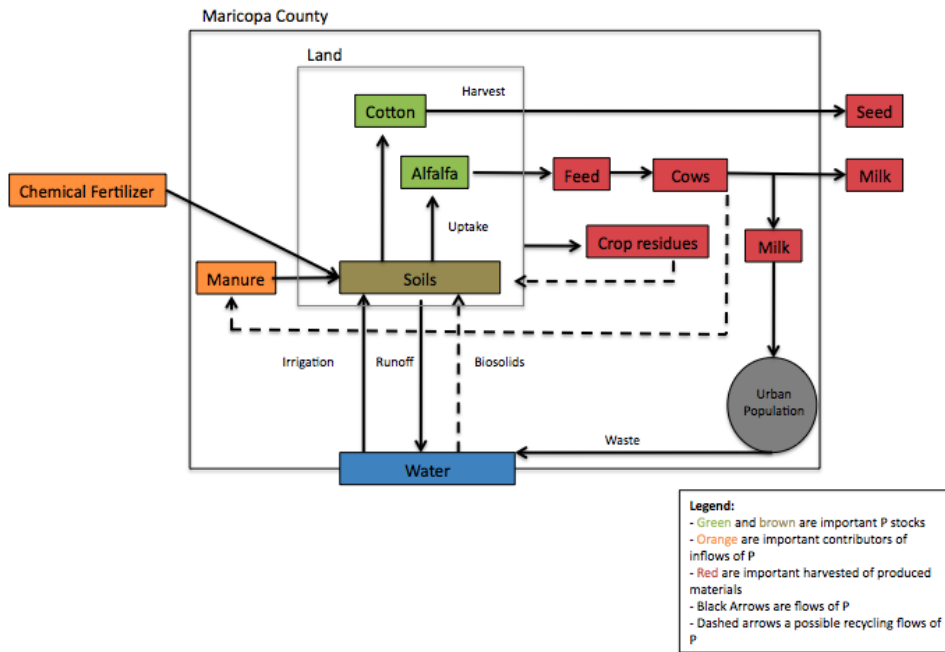 Maricopa County
Land
Harvest
Cotton
Seed
Alfalfa
Feed
Cows
Milk
Chemical Fertilizer
Uptake
Crop residues
Milk
Manure
Soils
Irrigation
Runoff
Biosolids
Urban
Population
Waste
Water
Legend:
- Green and brown are important P stocks
- Orange are important contributors of
inflows of P
- Red are important harvested of produced
materials
- Black Arrows are flows of P
- Dashed arrows a possible recycling flows of
P